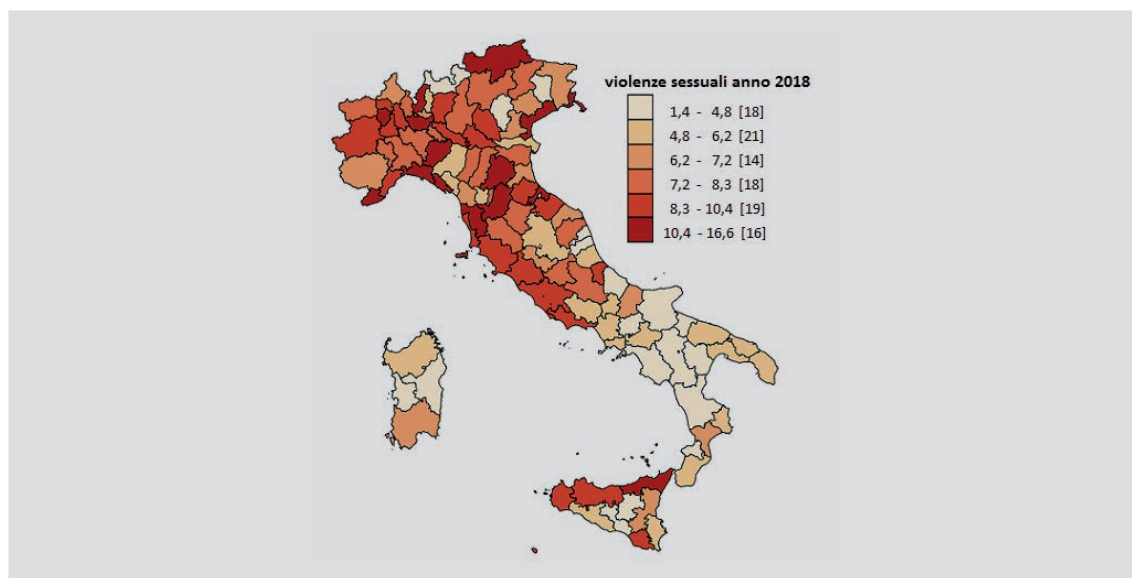 violenze sessuali anno 2018
1,4 - 4,8 [18]
4,8 - 6,2 [21]
6,2 - 7,2 [14]
7,2 - 8,3 [18]
8,3 - 10,4 [19]
10,4 - 16,6 [16]